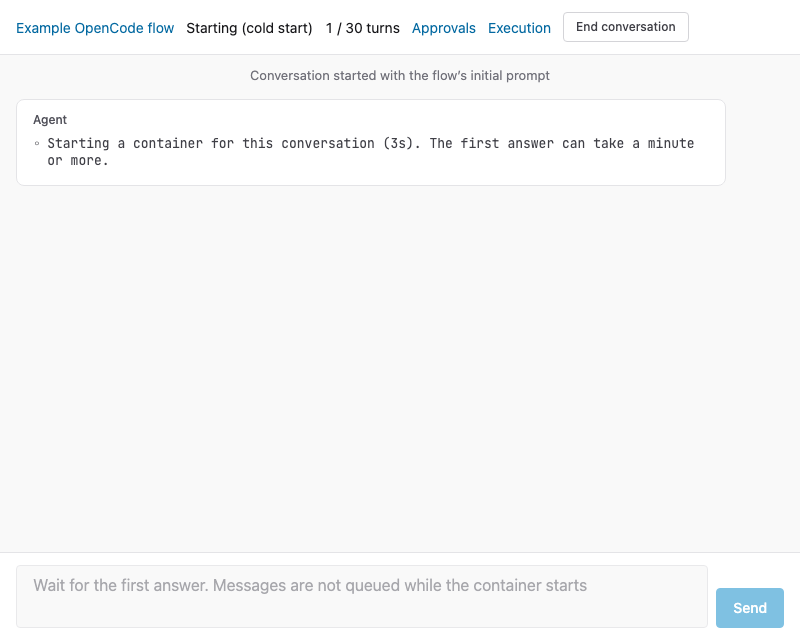 Example OpenCode flow Starting (cold start) 1 / 30 turns Approvals Execution End conversation
Conversation started with the flow’s initial prompt
Agent
◦ Starting a container for this conversation (3s). The first answer can take a minute
or more.
Wait for the first answer. Messages are not queued while the container starts
Send